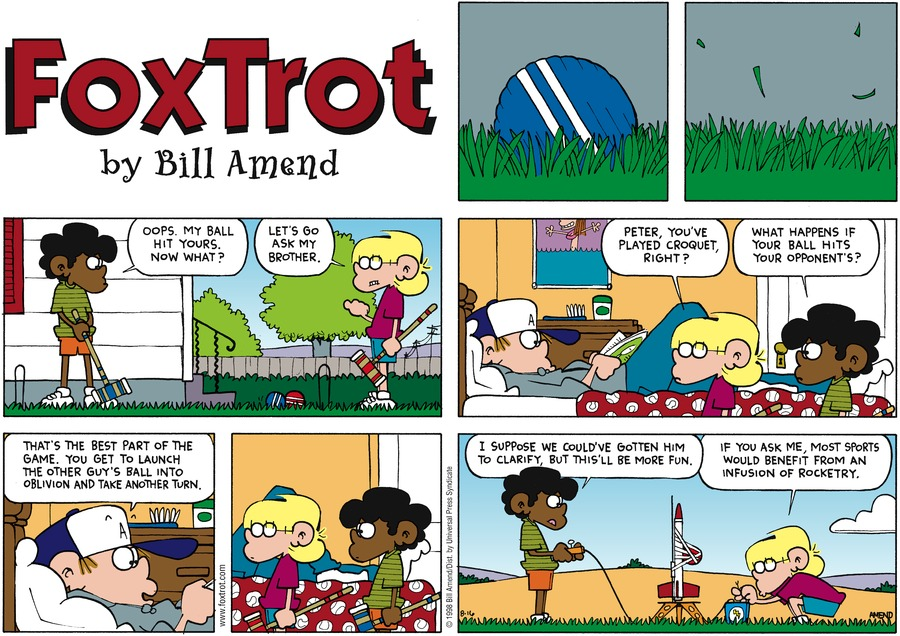 FoxTrot
by Bill Amend
OOPS. MY BALL
HIT YOURS.
NOW WHAT?
LET'S GO
ASK MY
BROTHER.
PETER, YOU'VE
PLAYED CROQUET,
RIGHT?
WHAT HAPPENS IF
YOUR BALL HITS
YOUR OPPONENT'S?
A
THAT'S THE BEST PART OF THE
GAME. YOU GET TO LAUNCH
THE OTHER GUY'S BALL INTO
OBLIVION AND TAKE ANOTHER TURN.
A
www.foxtrot.com
© 1998 Bill Amend/Dist. by Universal Press Syndicate
I SUPPOSE WE COULD'VE GOTTEN HIM
TO CLARIFY, BUT THIS'LL BE MORE FUN.
IF YOU ASK ME, MOST SPORTS
WOULD BENEFIT FROM AN
INFUSION OF ROCKETRY.
8-16
AMEND